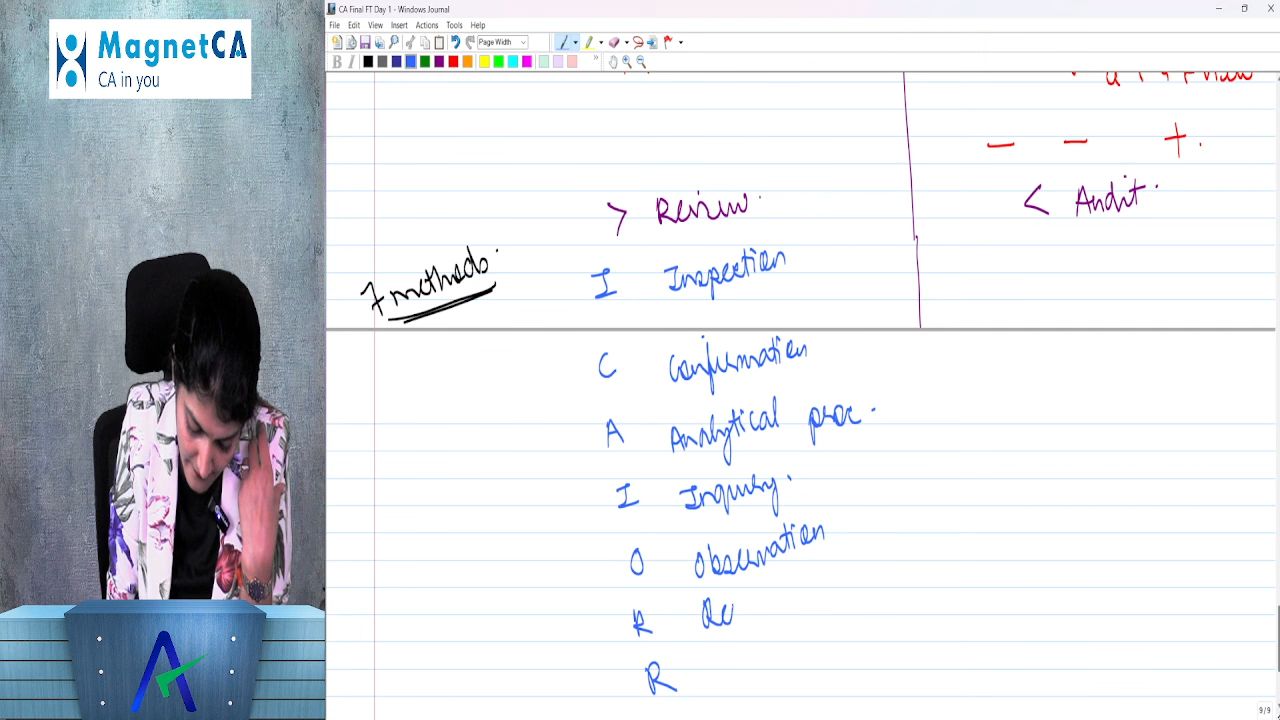 MagnetCA
CA in you
CA Final FT Day 1 - Windows Journal
File Edit View Insert Actions Tools Help
Page Width
B I
- - +.
> Review.
< Audit.
7 methods.
I Inspection
C Confirmation
A Analytical proc.
I Inquiry.
O Observation
R Re
R
9/9